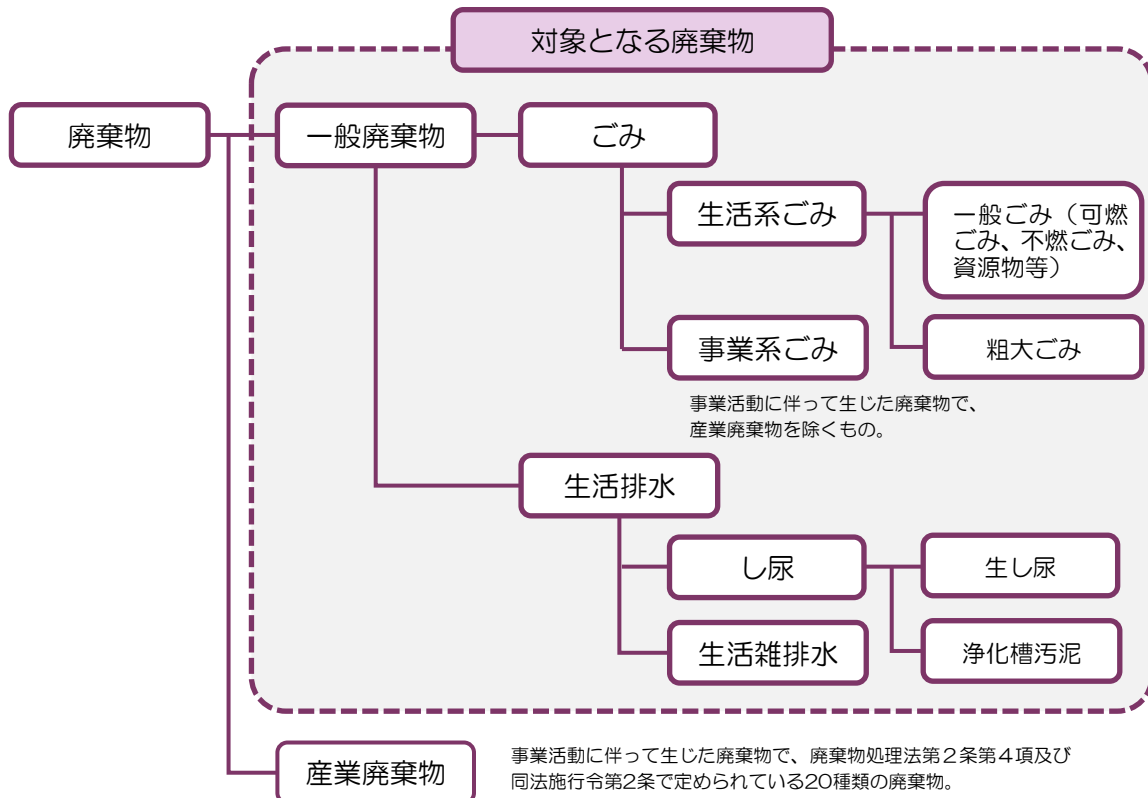 対象となる廃棄物
廃棄物
一般廃棄物
ごみ
生活系ごみ
一般ごみ（可燃
ごみ、不燃ごみ、
資源物等）
事業系ごみ
粗大ごみ
事業活動に伴って生じた廃棄物で、
産業廃棄物を除くもの。
生活排水
し尿
生し尿
生活雑排水
浄化槽汚泥
産業廃棄物
事業活動に伴って生じた廃棄物で、廃棄物処理法第２条第４項及び
同法施行令第2条で定められている20種類の廃棄物。